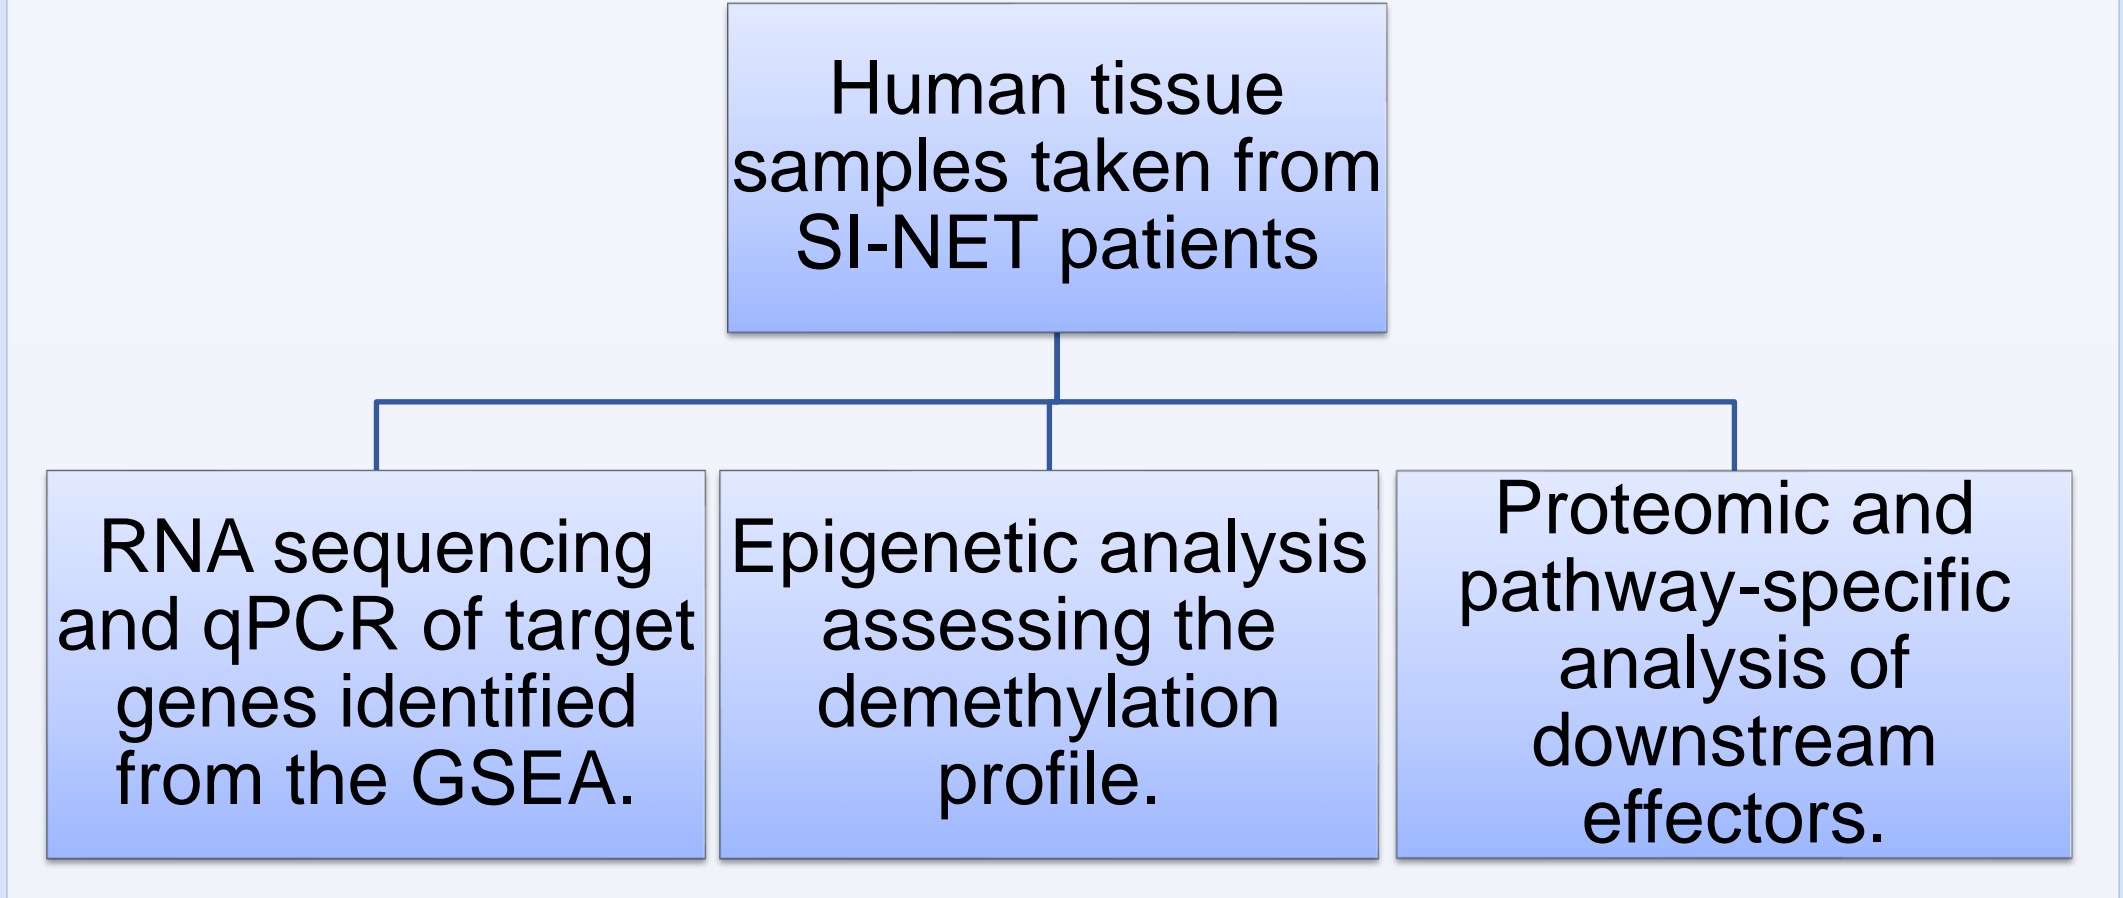 Human tissue
samples taken from
SI-NET patients
RNA sequencing
and qPCR of target
genes identified
from the GSEA.
Epigenetic analysis
assessing the
demethylation
profile.
Proteomic and
pathway-specific
analysis of
downstream
effectors.